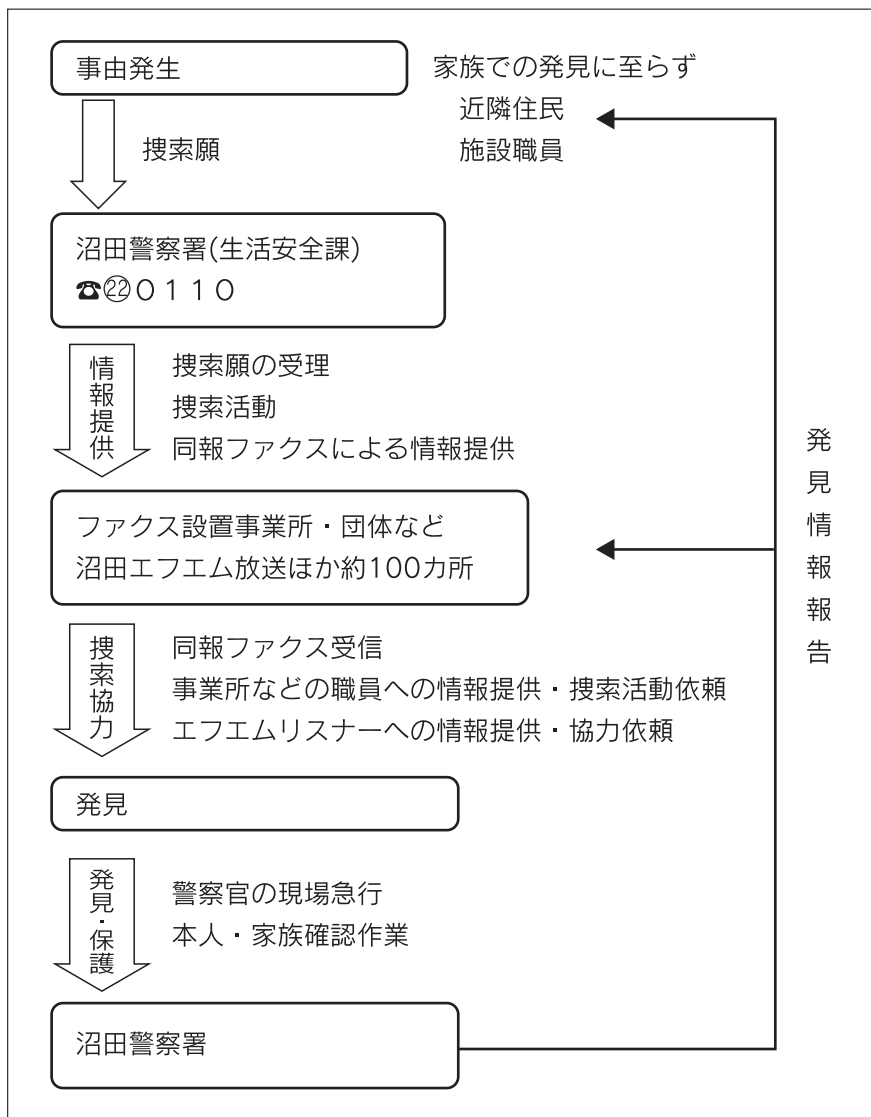 事由発生
家族での発見に至らず
近隣住民
施設職員
捜索願
沼田警察署(生活安全課)
☎㉒0110
情報提供
捜索願の受理
捜索活動
同報ファクスによる情報提供
ファクス設置事業所・団体など
沼田エフエム放送ほか約100カ所
捜索協力
同報ファクス受信
事業所などの職員への情報提供・捜索活動依頼
エフエムリスナーへの情報提供・協力依頼
発見
発見・保護
警察官の現場急行
本人・家族確認作業
沼田警察署
発見情報報告